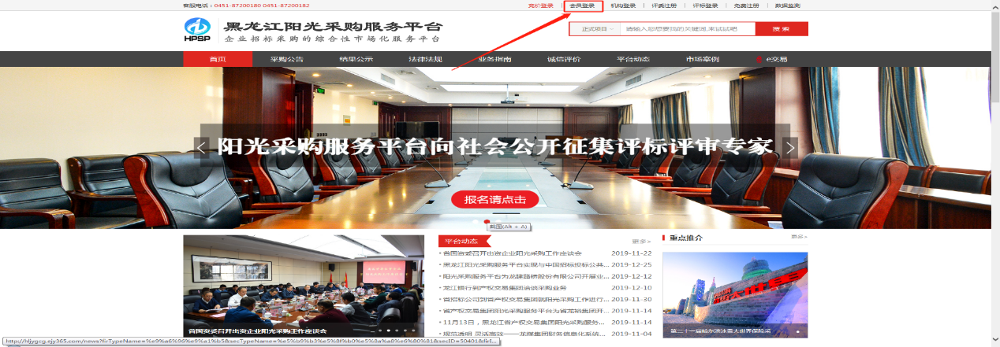 客服电话：0451-87200180 0451-87200182
竞价登录 | 会员登录 | 机构登录 | 评委注册 | 评标登录 | 免费注册 | 数据监测
HPSP
黑龙江阳光采购服务平台
企业招标采购的综合性市场化服务平台
正式项目 请输入您想要找的关键词,来试试吧 搜 索
首页 采购公告 结果公示 法律法规 业务指南 诚信评价 平台动态 市场案例 e交易
阳光采购服务平台向社会公开征集评标评审专家
报名请点击
截图(Alt + A)
平台动态 更多>
·省国资委召开出资企业阳光采购工作座谈会 2019-11-22
·黑龙江阳光采购服务平台实现与中国招标投标公共... 2019-12-25
·阳光采购服务平台为龙建路桥股份有限公司开展业... 2019-12-12
·龙江银行到产权交易集团洽谈采购业务 2019-12-10
·省招标公司到省产权交易集团就阳光采购工作进行... 2019-11-30
·省产权交易集团阳光采购服务平台为省龙裕集团开... 2019-11-14
·11月13日，黑龙江省产权交易集团阳光采购服务... 2019-11-14
·规范透明 灵活高效——龙煤集团财务信息化系统... 2019-11-04
省国资委召开出资企业阳光采购工作座谈会
重点推介 更多>
第二十一届哈尔滨冰雪大世界保险采
http://hljygcg.ejy365.com/news?firTypeName=%e9%a6%96%e9%a1%b5&secTypeName=%e5%b9%b3%e5%8f%b0%e5%8a%a8%e6%80%81&secID=50401&firI...